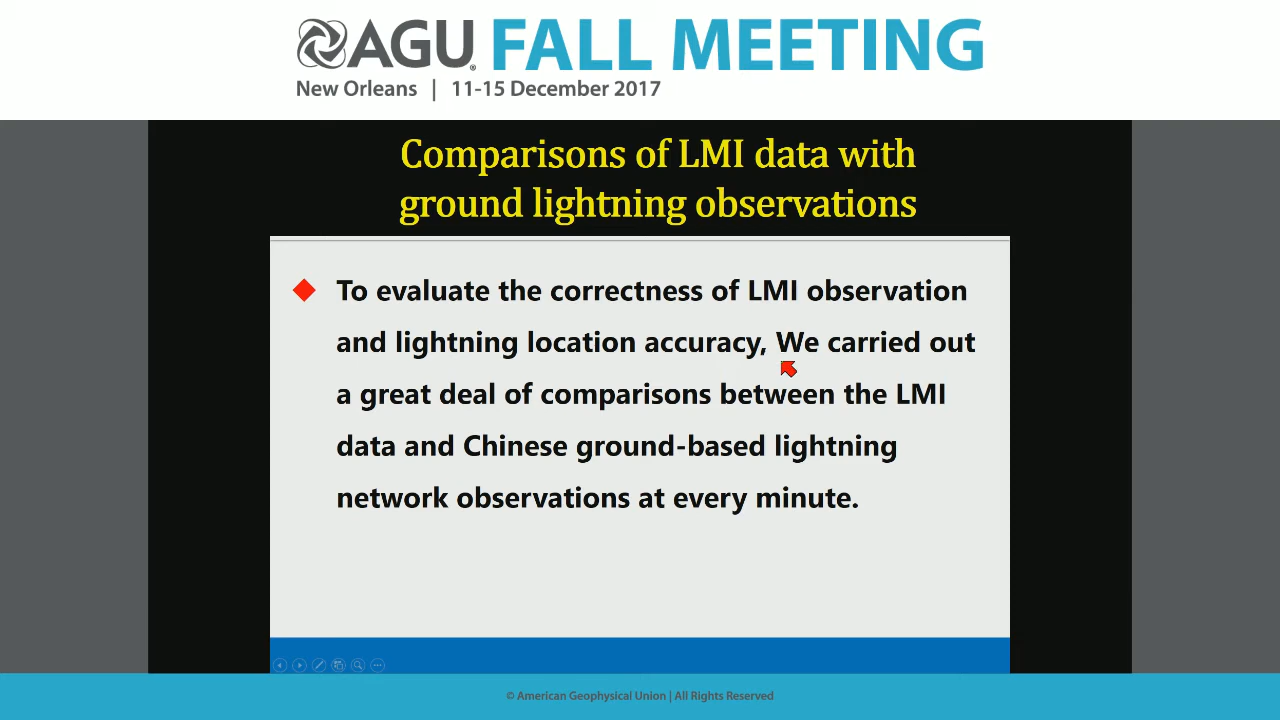 AGU FALL MEETING
New Orleans | 11-15 December 2017
Comparisons of LMI data with
ground lightning observations
To evaluate the correctness of LMI observation
and lightning location accuracy, We carried out
a great deal of comparisons between the LMI
data and Chinese ground-based lightning
network observations at every minute.
© American Geophysical Union | All Rights Reserved